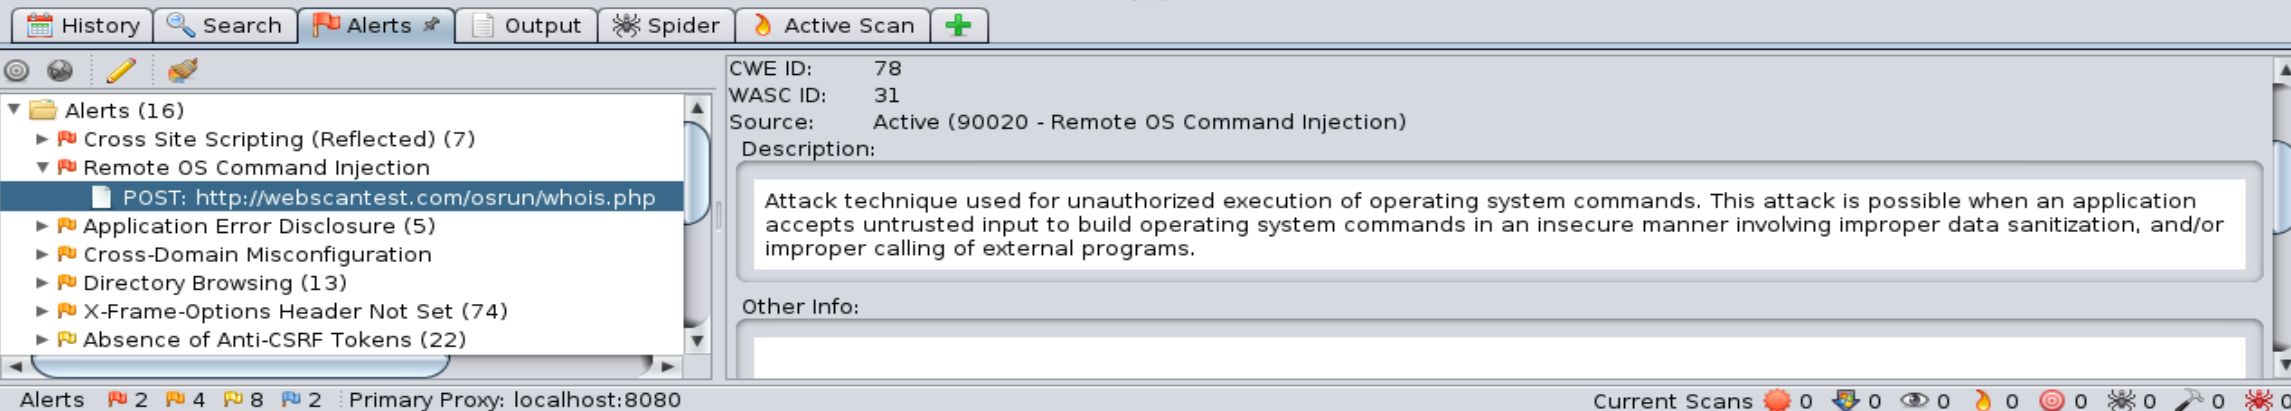 History Search Alerts Output Spider Active Scan
Alerts (16)
Cross Site Scripting (Reflected) (7)
Remote OS Command Injection
POST: http://webscantest.com/osrun/whois.php
Application Error Disclosure (5)
Cross-Domain Misconfiguration
Directory Browsing (13)
X-Frame-Options Header Not Set (74)
Absence of Anti-CSRF Tokens (22)
CWE ID: 78
WASC ID: 31
Source: Active (90020 - Remote OS Command Injection)
Description:
Attack technique used for unauthorized execution of operating system commands. This attack is possible when an application
accepts untrusted input to build operating system commands in an insecure manner involving improper data sanitization, and/or
improper calling of external programs.
Other Info:
Alerts 2 4 8 2 Primary Proxy: localhost:8080 Current Scans 0 0 0 0 0 0 0 0